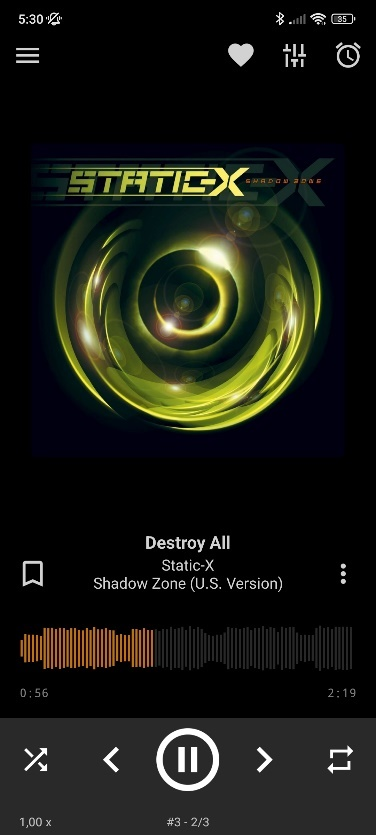 5:30
85
STATIC-X
SHADOW ZONE
Destroy All
Static-X
Shadow Zone (U.S. Version)
0:56
2:19
1,00 x
#3 - 2/3